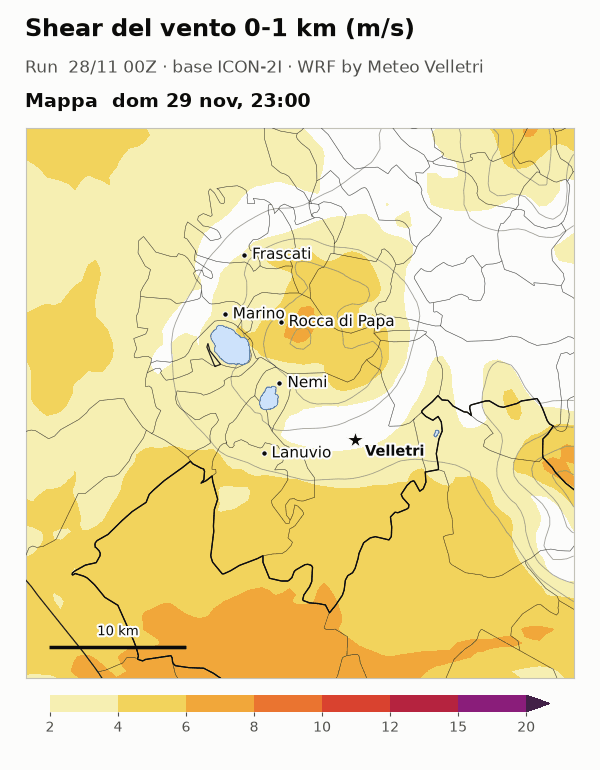 Shear del vento 0-1 km (m/s)
Run  28/11 00Z · base ICON-2I · WRF by Meteo Velletri
Mappa  dom 29 nov, 23:00
Frascati
Marino
Rocca di Papa
Nemi
Lanuvio
Velletri
10 km
2 4 6 8 10 12 15 20